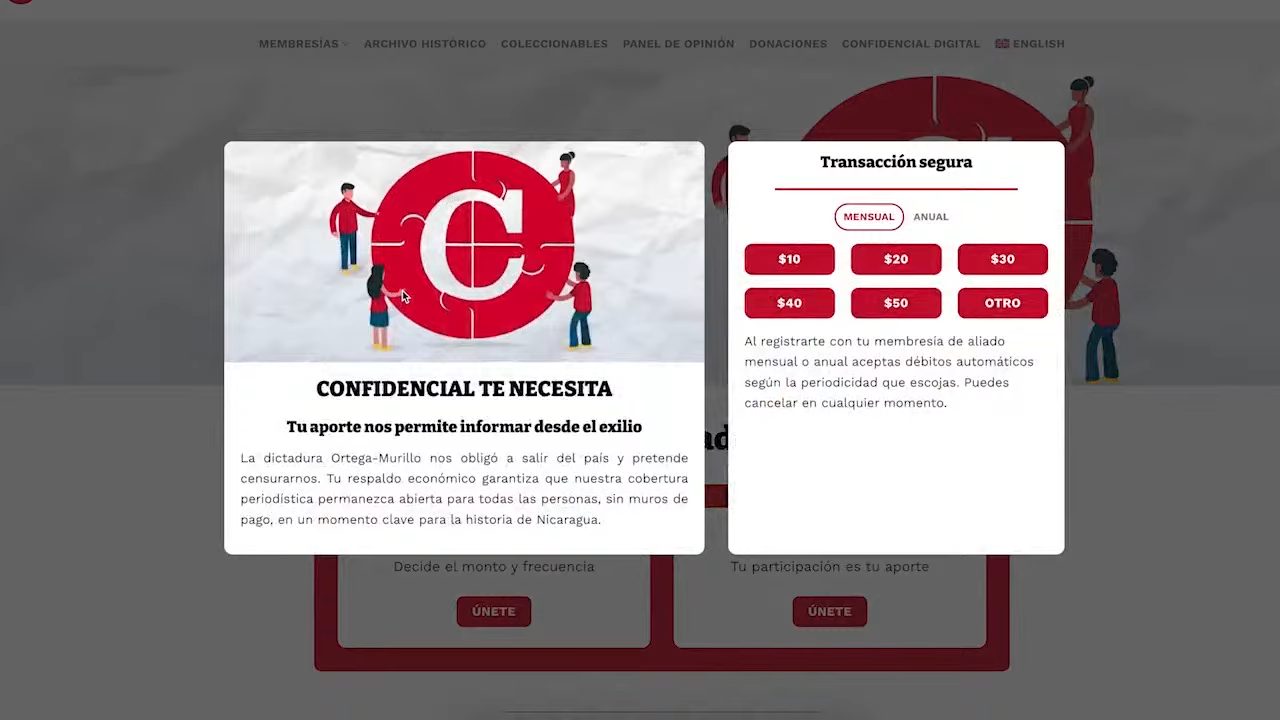 MEMBRESÍAS ARCHIVO HISTÓRICO COLECCIONABLES PANEL DE OPINIÓN DONACIONES CONFIDENCIAL DIGITAL ENGLISH
C
CONFIDENCIAL TE NECESITA
Tu aporte nos permite informar desde el exilio
La dictadura Ortega-Murillo nos obligó a salir del país y pretende
censurarnos. Tu respaldo económico garantiza que nuestra cobertura
periodística permanezca abierta para todas las personas, sin muros de
pago, en un momento clave para la historia de Nicaragua.
Transacción segura
MENSUAL ANUAL
$10 $20 $30
$40 $50 OTRO
Al registrarte con tu membresía de aliado
mensual o anual aceptas débitos automáticos
según la periodicidad que escojas. Puedes
cancelar en cualquier momento.
Decide el monto y frecuencia
ÚNETE
Tu participación es tu aporte
ÚNETE